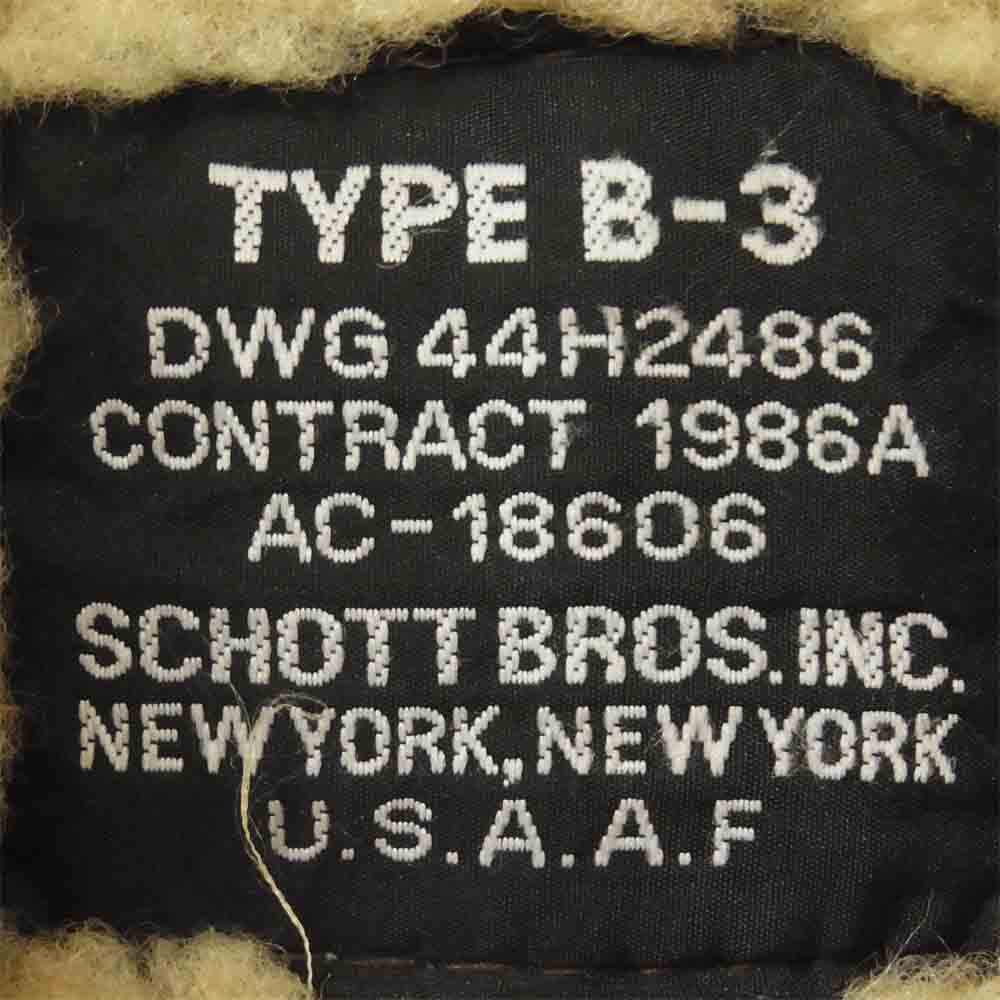 TYPE B-3
DWG 44H2486
CONTRACT 1986A
AC-18606
SCHOTT BROS. INC.
NEW YORK, NEW YORK
U.S.A.A.F